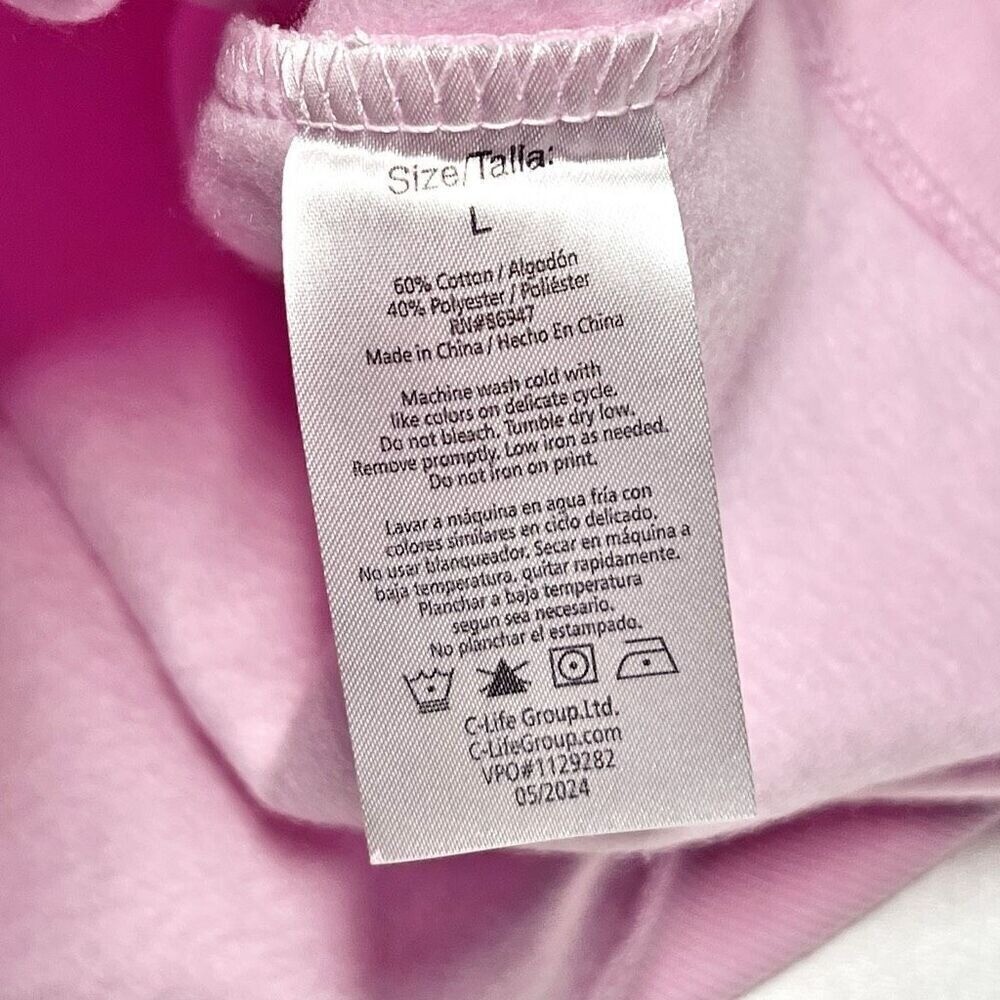 Size/Talla:
L
60% Cotton / Algodón
40% Polyester / Poliéster
RN#86947
Made in China / Hecho En China
Machine wash cold with
like colors on delicate cycle.
Do not bleach. Tumble dry low.
Remove promptly. Low iron as needed.
Do not iron on print.
Lavar a máquina en agua fría con
colores similares en ciclo delicado.
No usar blanqueador. Secar en máquina a
baja temperatura, quitar rapidamente.
Planchar a baja temperatura
segun sea necesario.
No planchar el estampado.
C-Life Group.Ltd.
C-LifeGroup.com
VPO#1129282
05/2024